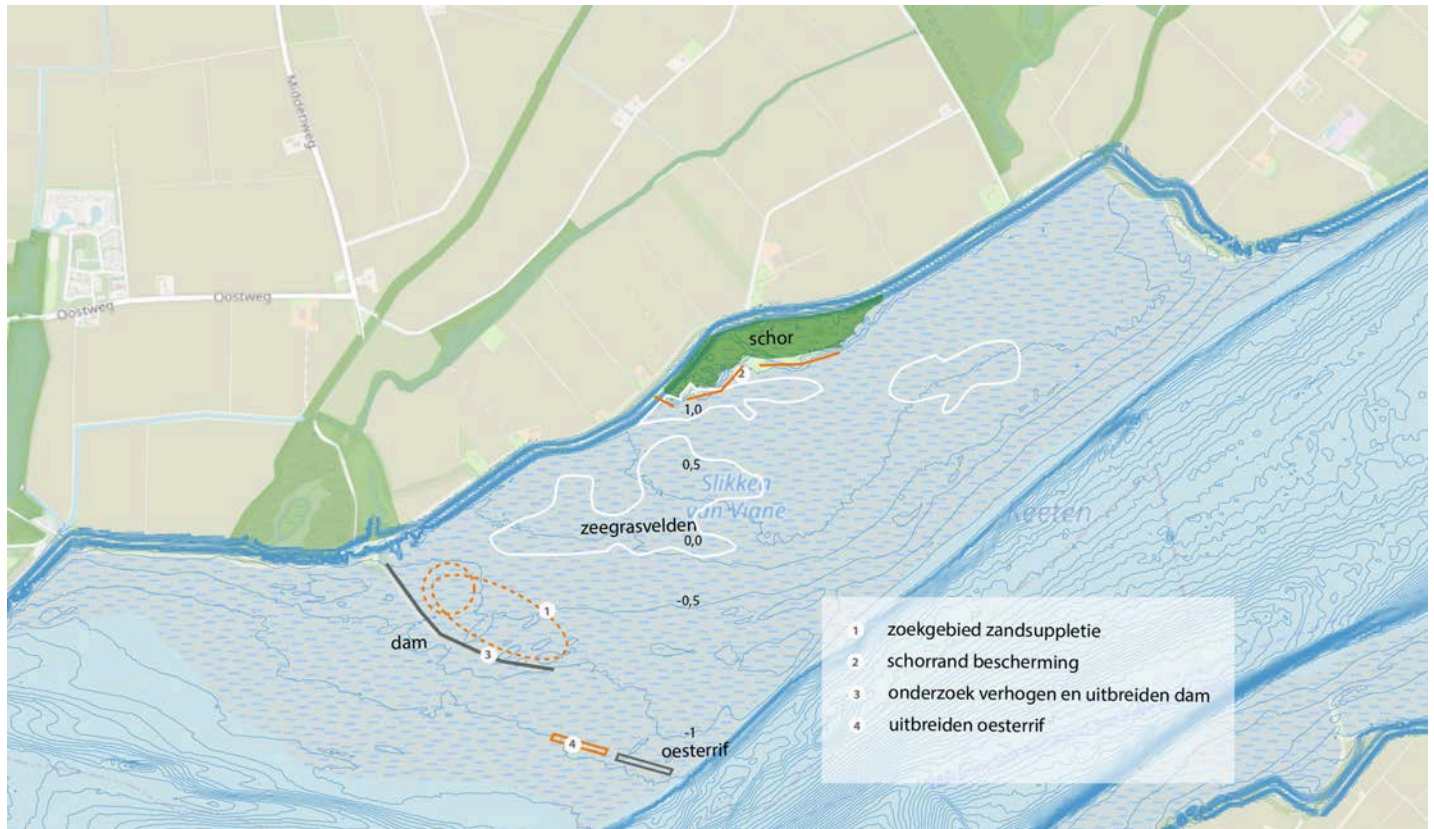 Middenweg
Oostweg
Oostweg
schor
2
1,0
0,5
Slikken
van Viane
zeegrasvelden
0,0
Keeten
-0,5
1
dam
3
-1
oesterrif
4
1 zoekgebied zandsuppletie
2 schorrand bescherming
3 onderzoek verhogen en uitbreiden dam
4 uitbreiden oesterrif